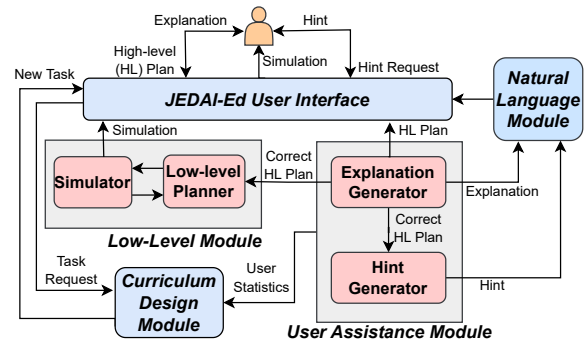 Explanation
Hint
High-level
(HL) Plan
Simulation
New Task
Hint Request
JEDAI-Ed User Interface
Natural
Language
Module
Simulation
HL Plan
Correct
HL Plan
Simulator
Low-level
Planner
Explanation
Generator
Explanation
Low-Level Module
Correct
HL Plan
Task
Request
User
Statistics
Curriculum
Design
Module
Hint
Generator
Hint
User Assistance Module